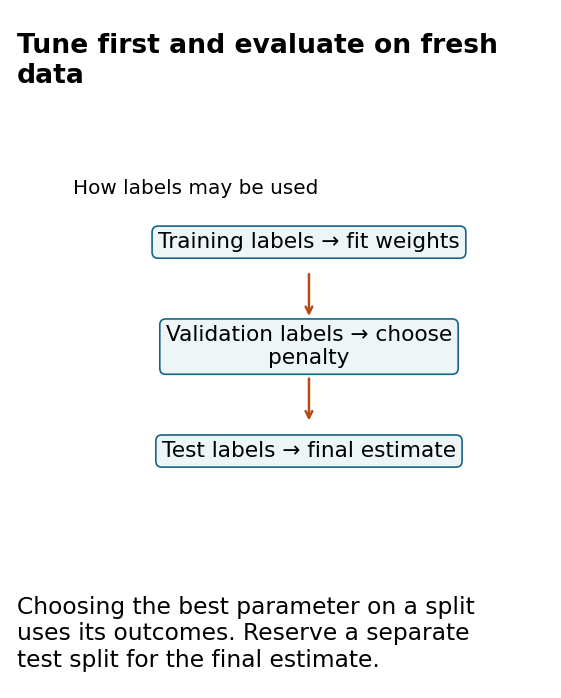 Tune first and evaluate on fresh
data
How labels may be used
Training labels → fit weights
Validation labels → choose
penalty
Test labels → final estimate
Choosing the best parameter on a split
uses its outcomes. Reserve a separate
test split for the final estimate.